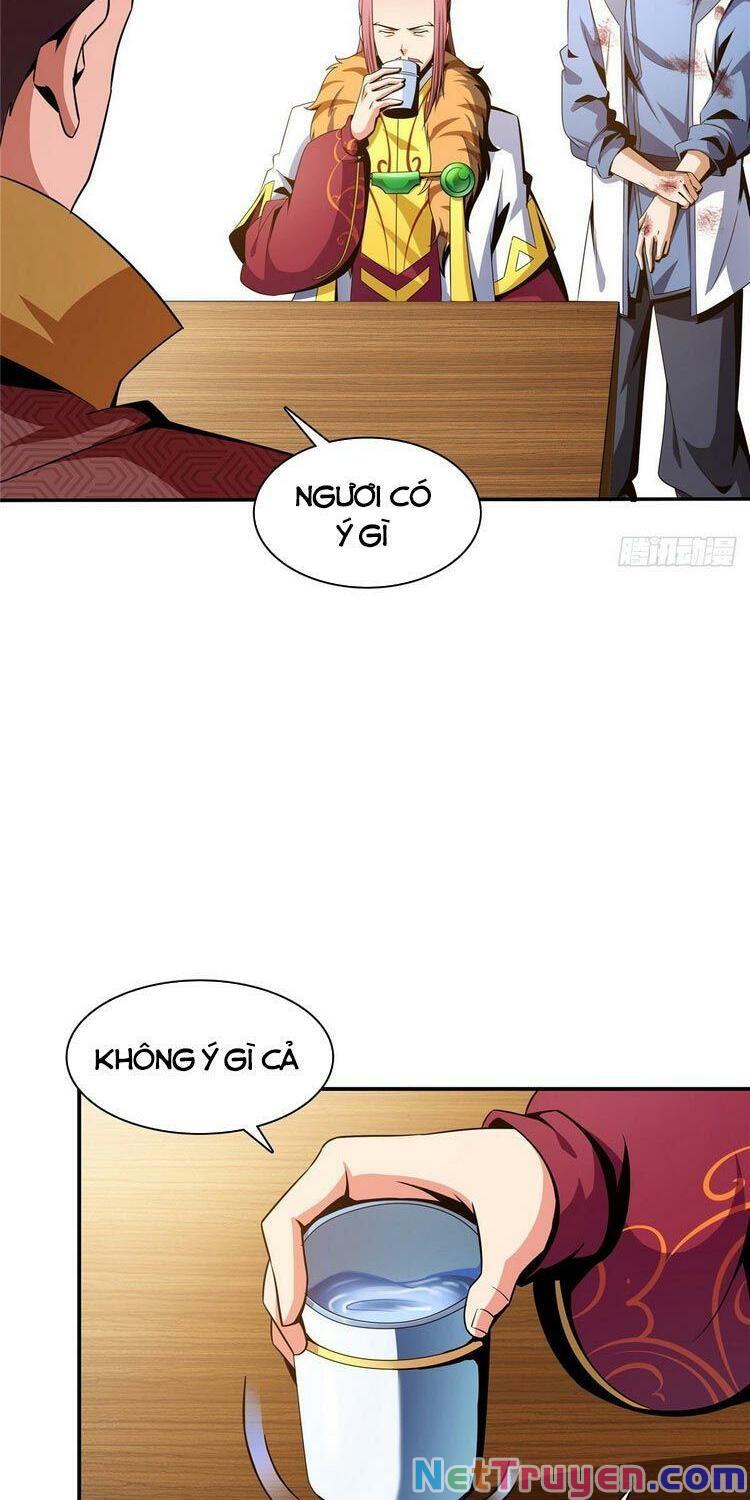 NGƯƠI CÓ
Ý GÌ
腾讯动漫
KHÔNG Ý GÌ CẢ
NetTruyen.com